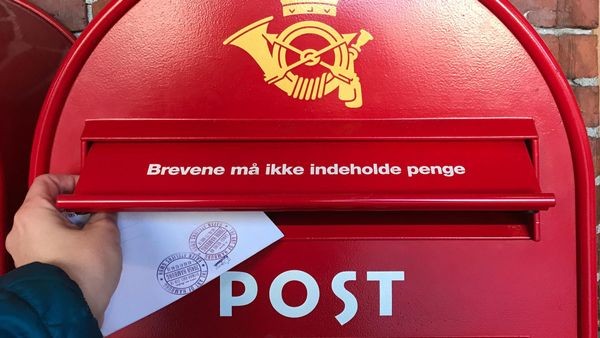 Brevene må ikke indeholde penge
POST